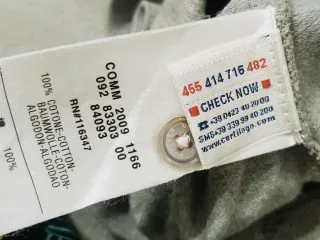 455 414 716 482
CHECK NOW
+39 0423 40 20 00
SMS+39 339 99 40 200
www.certilogo.com
COMM 2009 1166
092 83303 00
84093
RN#116347
100% COTONE-COTTON-
BAUMWOLLE-COTON-
ALGODON-ALGODAO
100%